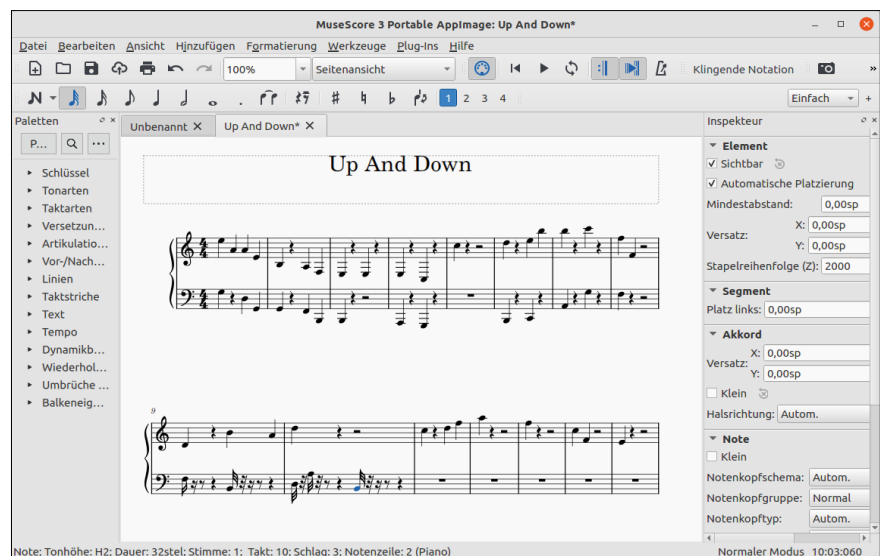 MuseScore 3 Portable AppImage: Up And Down*
Datei Bearbeiten Ansicht Hinzufügen Formatierung Werkzeuge Plug-Ins Hilfe
100% Seitenansicht Klingende Notation »
1 2 3 4 Einfach +
Paletten
Unbenannt Up And Down*
Inspekteur
P... ...
Schlüssel
Tonarten
Taktarten
Versetzun...
Artikulatio...
Vor-/Nach...
Linien
Taktstriche
Text
Tempo
Dynamikb...
Wiederhol...
Umbrüche ...
Balkeneig...
Up And Down
9
Element
Sichtbar
Automatische Platzierung
Mindestabstand: 0,00sp
Versatz: X: 0,00sp
Y: 0,00sp
Stapelreihenfolge (Z): 2000
Segment
Platz links: 0,00sp
Akkord
Versatz: X: 0,00sp
Y: 0,00sp
Klein
Halsrichtung: Autom.
Note
Klein
Notenkopfschema: Autom.
Notenkopfgruppe: Normal
Notenkopftyp: Autom.
Note: Tonhöhe: H2; Dauer: 32stel; Stimme: 1; Takt: 10; Schlag: 3; Notenzeile: 2 (Piano) Normaler Modus 10:03:060